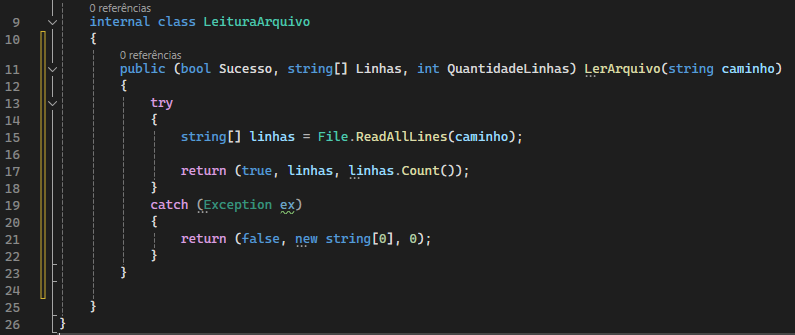 0 referências
9 internal class LeituraArquivo
10 {
0 referências
11 public (bool Sucesso, string[] Linhas, int QuantidadeLinhas) LerArquivo(string caminho)
12 {
13 try
14 {
15 string[] linhas = File.ReadAllLines(caminho);
16
17 return (true, linhas, linhas.Count());
18 }
19 catch (Exception ex)
20 {
21 return (false, new string[0], 0);
22 }
23 }
24
25 }
26 }